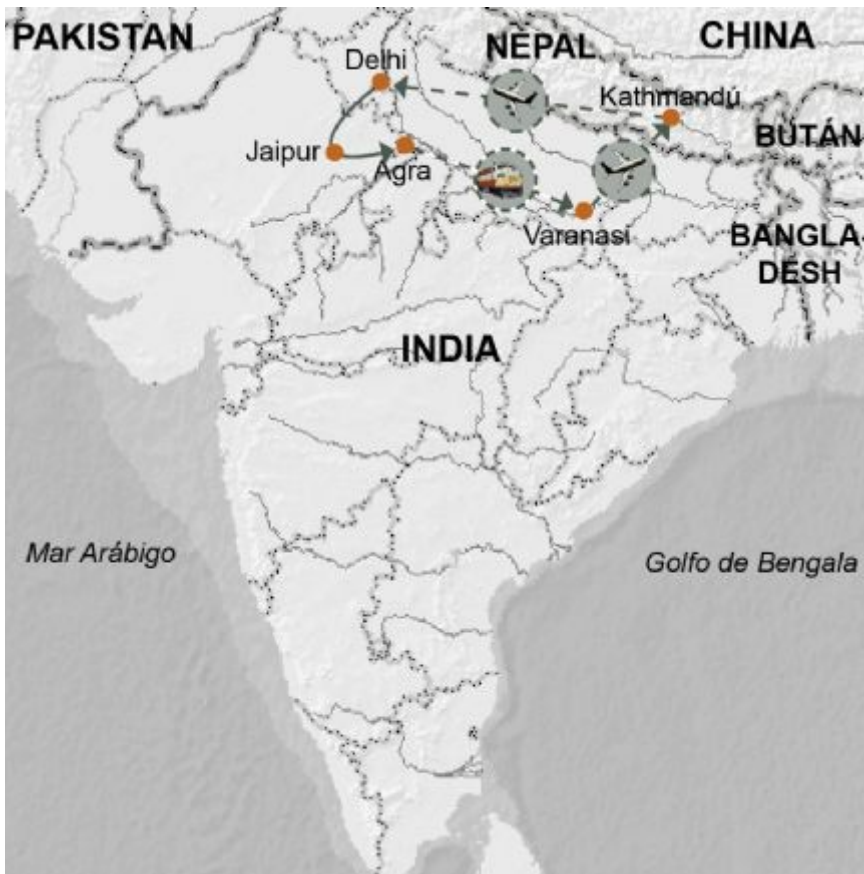 PAKISTAN
NEPAL
CHINA
Delhi
Kathmandú
BUTÁN
Jaipur
Agra
Varanasi
BANGLA-
DESH
INDIA
Mar Arábigo
Golfo de Bengala